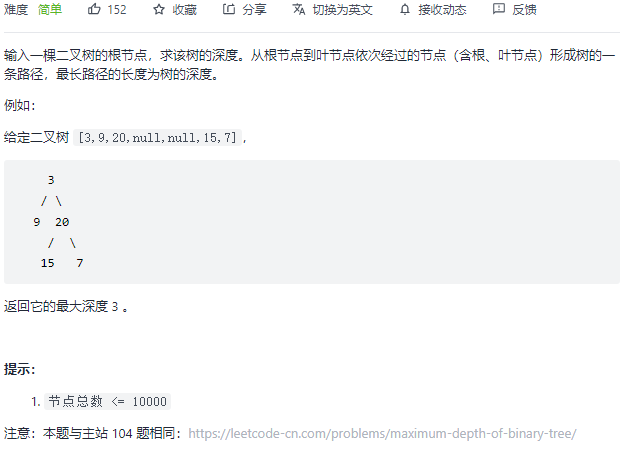 难度 简单 152 收藏 分享 切换为英文 接收动态 反馈
输入一棵二叉树的根节点，求该树的深度。从根节点到叶节点依次经过的节点（含根、叶节点）形成树的一
条路径，最长路径的长度为树的深度。
例如：
给定二叉树 [3,9,20,null,null,15,7]，
3
/ \
9 20
/ \
15 7
返回它的最大深度 3 。
提示：
1. 节点总数 <= 10000
注意：本题与主站 104 题相同：https://leetcode-cn.com/problems/maximum-depth-of-binary-tree/